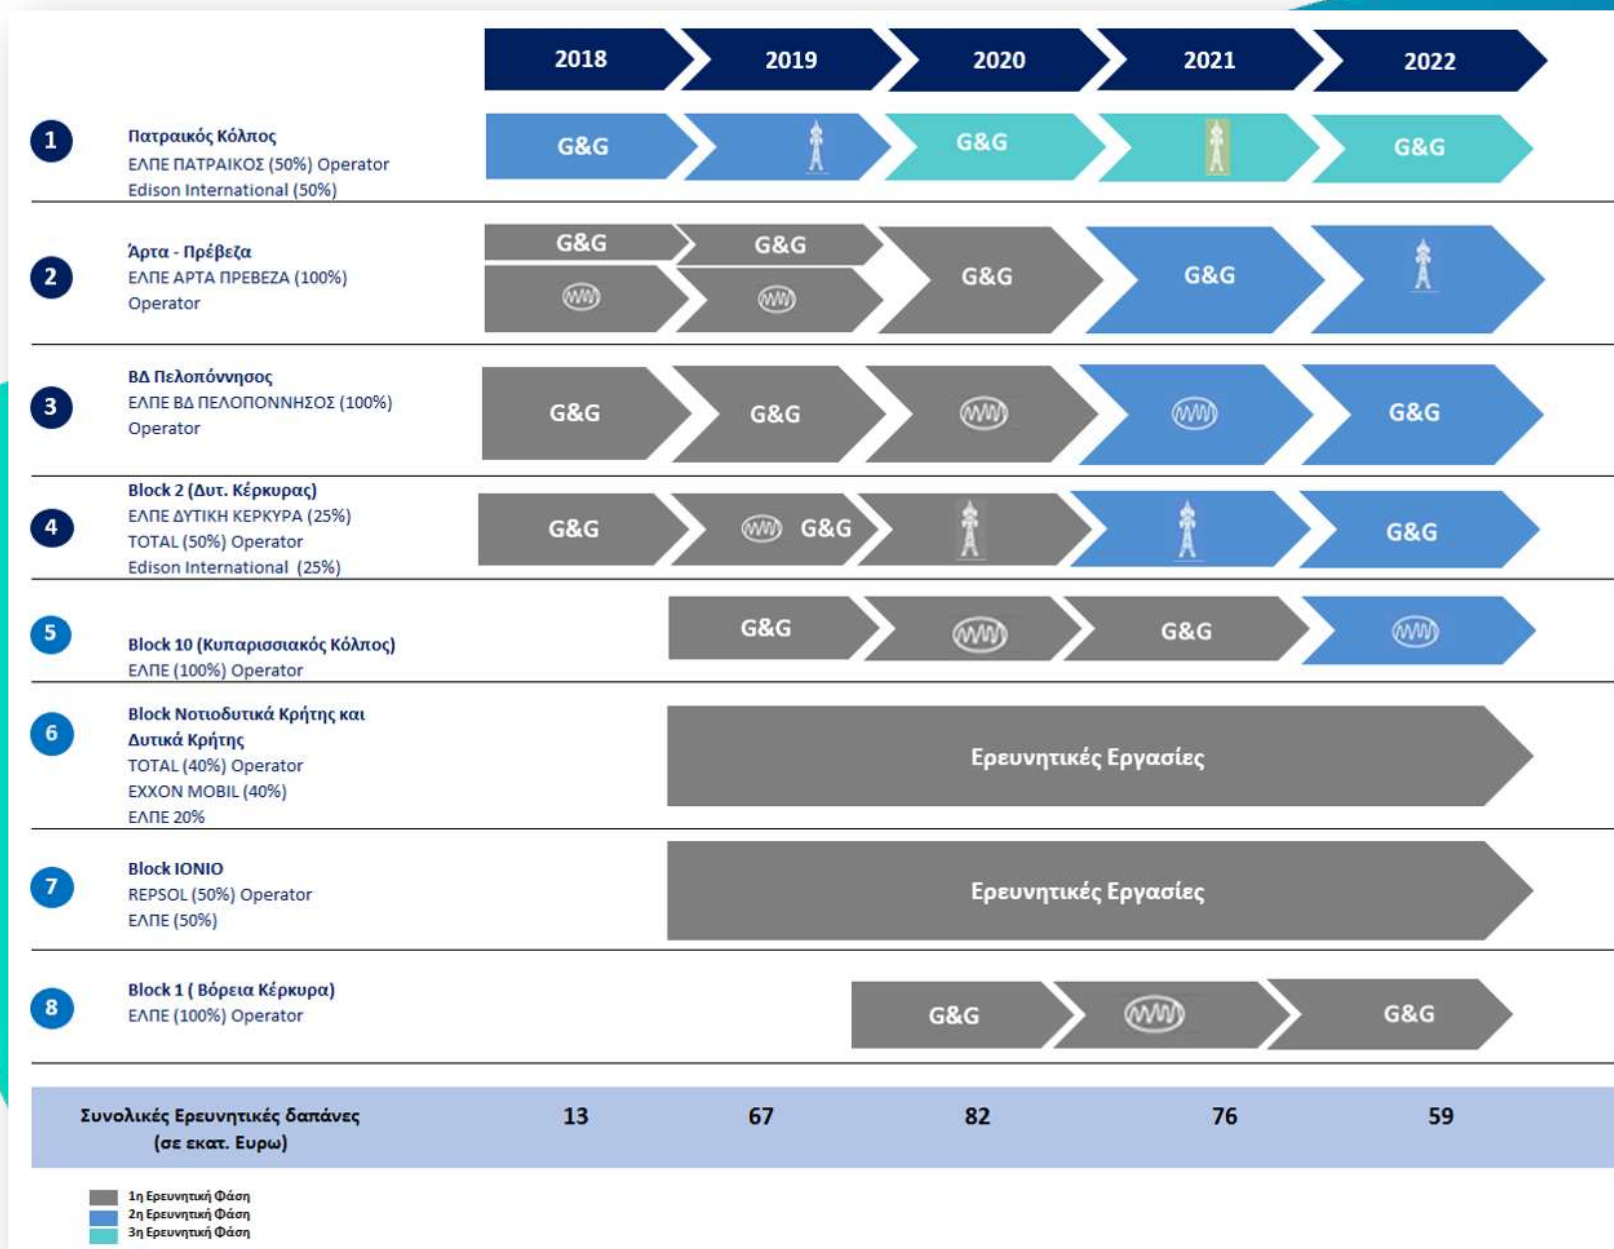 2018 2019 2020 2021 2022
1
Πατραικός Κόλπος
ΕΛΠΕ ΠΑΤΡΑΙΚΟΣ (50%) Operator
Edison International (50%)
G&G G&G G&G
2
Άρτα - Πρέβεζα
ΕΛΠΕ ΑΡΤΑ ΠΡΕΒΕΖΑ (100%)
Operator
G&G G&G G&G G&G
3
ΒΔ Πελοπόννησος
ΕΛΠΕ ΒΔ ΠΕΛΟΠΟΝΝΗΣΟΣ (100%)
Operator
G&G G&G G&G
4
Block 2 (Δυτ. Κέρκυρας)
ΕΛΠΕ ΔΥΤΙΚΗ ΚΕΡΚΥΡΑ (25%)
TOTAL (50%) Operator
Edison International (25%)
G&G G&G G&G
5
Block 10 (Κυπαρισσιακός Κόλπος)
ΕΛΠΕ (100%) Operator
G&G G&G
6
Block Νοτιοδυτικά Κρήτης και
Δυτικά Κρήτης
TOTAL (40%) Operator
EXXON MOBIL (40%)
ΕΛΠΕ 20%
Ερευνητικές Εργασίες
7
Block ΙΟΝΙΟ
REPSOL (50%) Operator
ΕΛΠΕ (50%)
Ερευνητικές Εργασίες
8
Block 1 ( Βόρεια Κέρκυρα)
ΕΛΠΕ (100%) Operator
G&G G&G
Συνολικές Ερευνητικές δαπάνες
(σε εκατ. Ευρω)
13 67 82 76 59
1η Ερευνητική Φάση
2η Ερευνητική Φάση
3η Ερευνητική Φάση